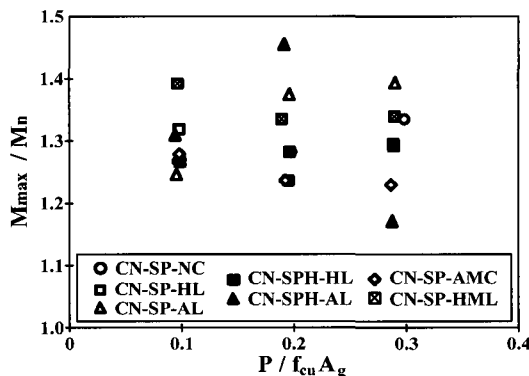 1.5
1.4
1.3
1.2
1.1
1.0
0
0.1
0.2
0.3
0.4
Mmax / Mn
P / fcu Ag
CN-SP-NC
CN-SP-HL
CN-SP-AL
CN-SPH-HL
CN-SPH-AL
CN-SP-AMC
CN-SP-HML